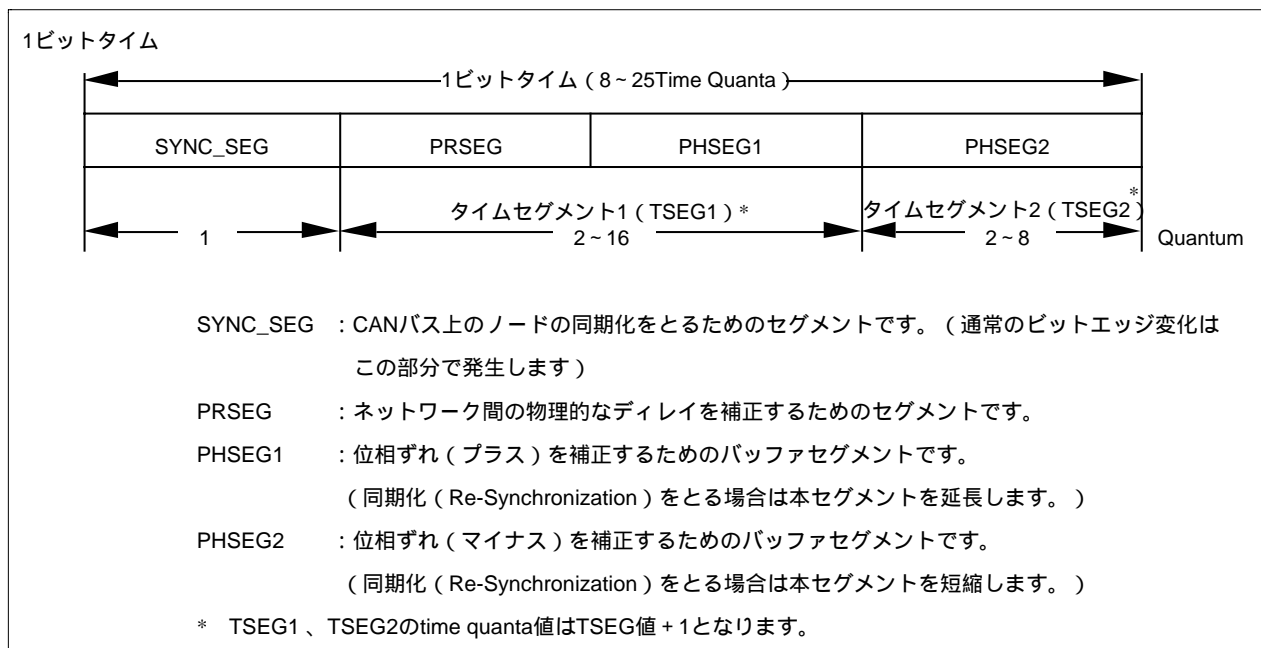 1ビットタイム
1ビットタイム（8～25Time Quanta）
SYNC_SEG PRSEG PHSEG1 PHSEG2
タイムセグメント1（TSEG1）* タイムセグメント2（TSEG2）*
1 2～16 2～8 Quantum
SYNC_SEG ：CANバス上のノードの同期化をとるためのセグメントです。（通常のビットエッジ変化は
この部分で発生します）
PRSEG ：ネットワーク間の物理的なディレイを補正するためのセグメントです。
PHSEG1 ：位相ずれ（プラス）を補正するためのバッファセグメントです。
（同期化（Re-Synchronization）をとる場合は本セグメントを延長します。）
PHSEG2 ：位相ずれ（マイナス）を補正するためのバッファセグメントです。
（同期化（Re-Synchronization）をとる場合は本セグメントを短縮します。）
* TSEG1 、TSEG2のtime quanta値はTSEG値＋1となります。